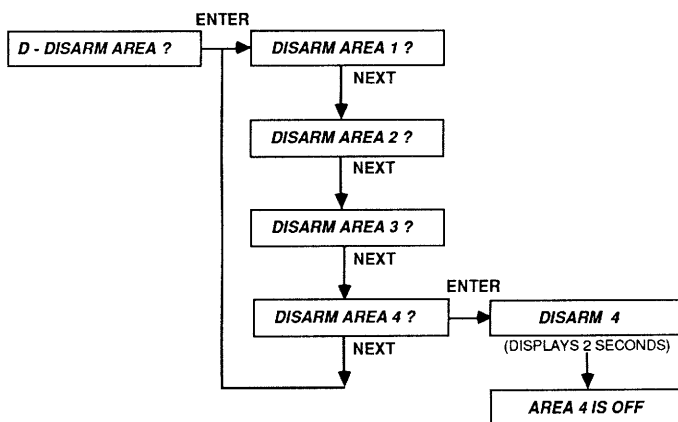 ENTER
D - DISARM AREA ?
DISARM AREA 1 ?
NEXT
DISARM AREA 2 ?
NEXT
DISARM AREA 3 ?
NEXT
ENTER
DISARM AREA 4 ?
DISARM 4
NEXT
(DISPLAYS 2 SECONDS)
AREA 4 IS OFF